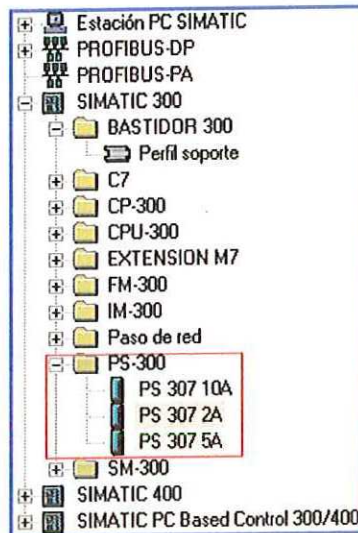 Estación PC SIMATIC
PROFIBUS-DP
PROFIBUS-PA
SIMATIC 300
BASTIDOR 300
Perfil soporte
C7
CP-300
CPU-300
EXTENSION M7
FM-300
IM-300
Paso de red
PS-300
PS 307 10A
PS 307 2A
PS 307 5A
SM-300
SIMATIC 400
SIMATIC PC Based Control 300/400